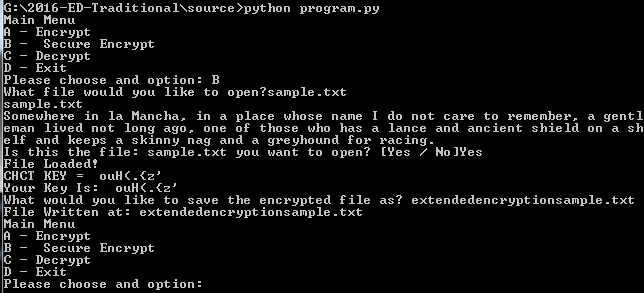 G:\2016-ED-Traditional\source>python program.py
Main Menu
A - Encrypt
B -  Secure Encrypt
C - Decrypt
D - Exit
Please choose and option: B
What file would you like to open?sample.txt
sample.txt
Somewhere in la Mancha, in a place whose name I do not care to remember, a gentl
eman lived not long ago, one of those who has a lance and ancient shield on a sh
elf and keeps a skinny nag and a greyhound for racing.
Is this the file: sample.txt you want to open? [Yes / No]Yes
File Loaded!
CHCT KEY =  ouH(.{z'
Your Key Is:  ouH(.{z'
What would you like to save the encrypted file as? extendedencryptionsample.txt
File Written at: extendedencryptionsample.txt
Main Menu
A - Encrypt
B -  Secure Encrypt
C - Decrypt
D - Exit
Please choose and option: